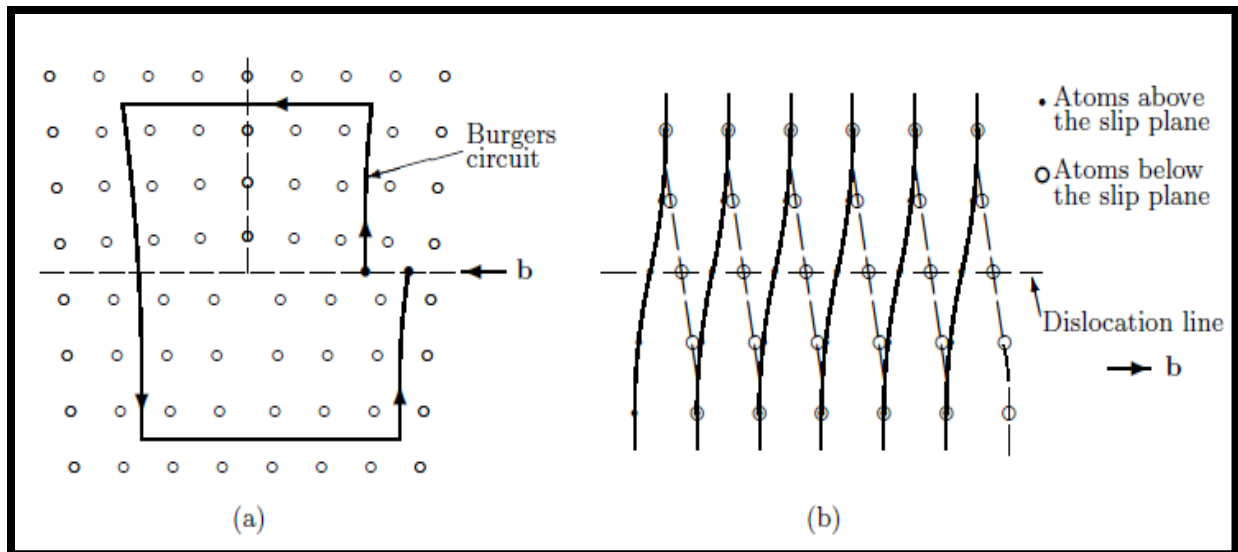 Burgers
circuit
b
(a)
Atoms above
the slip plane
Atoms below
the slip plane
Dislocation line
b
(b)